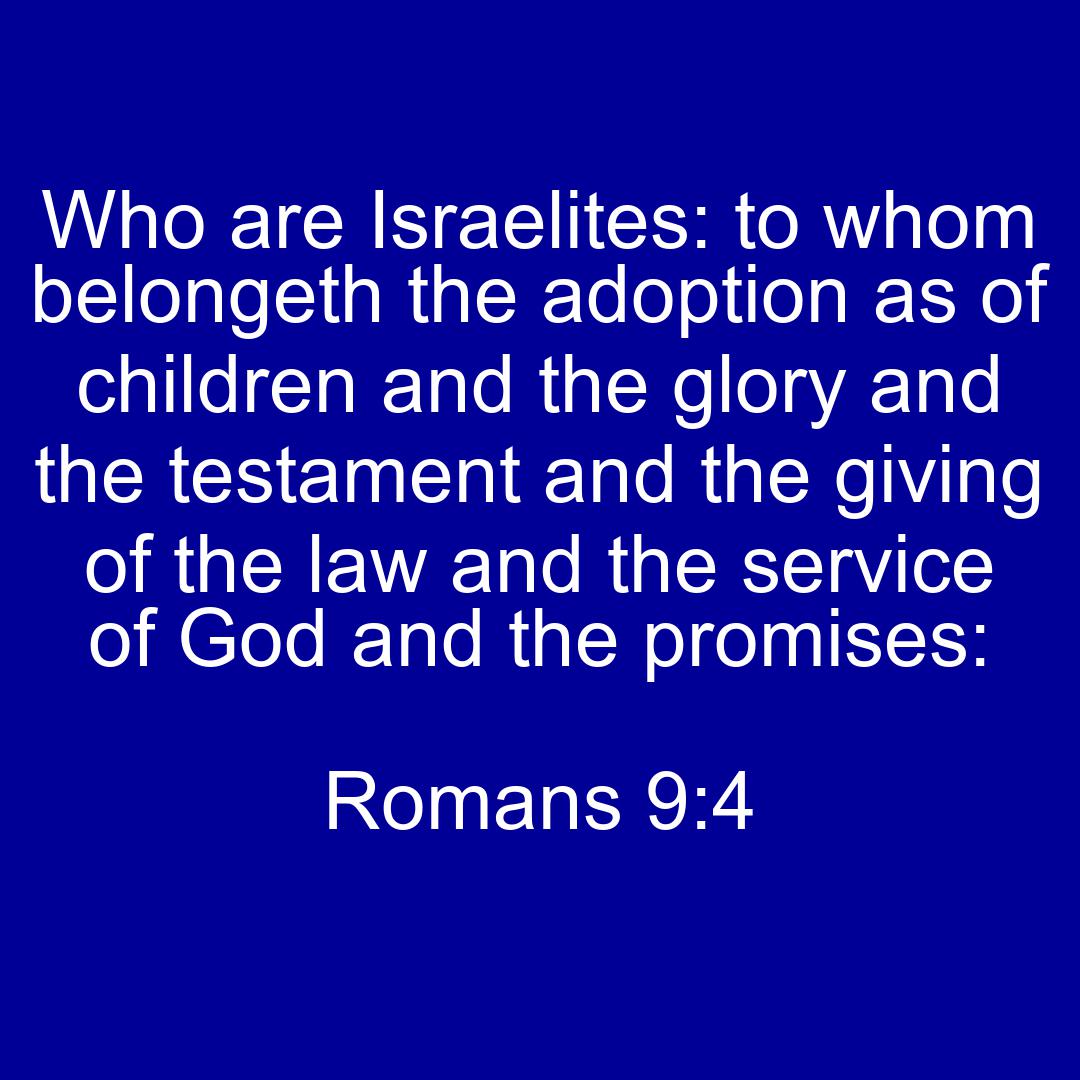 Who are Israelites: to whom
belongeth the adoption as of
children and the glory and
the testament and the giving
of the law and the service
of God and the promises:
Romans 9:4